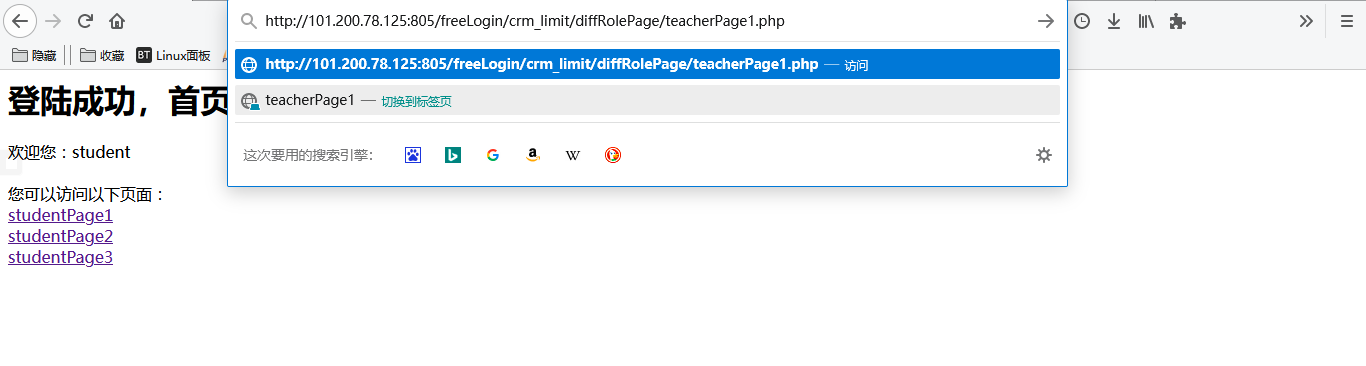 http://101.200.78.125:805/freeLogin/crm_limit/diffRolePage/teacherPage1.php
隐藏 收藏 BT Linux面板
http://101.200.78.125:805/freeLogin/crm_limit/diffRolePage/teacherPage1.php — 访问
teacherPage1 — 切换到标签页
这次要用的搜索引擎：
登陆成功，首页
欢迎您：student
您可以访问以下页面：
studentPage1
studentPage2
studentPage3